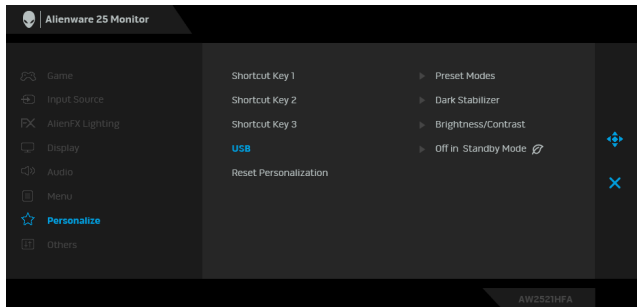 Alienware 25 Monitor
Game
Input Source
AlienFX Lighting
Display
Audio
Menu
Personalize
Others
Shortcut Key 1 Preset Modes
Shortcut Key 2 Dark Stabilizer
Shortcut Key 3 Brightness/Contrast
USB Off in Standby Mode
Reset Personalization
AW2521HFA